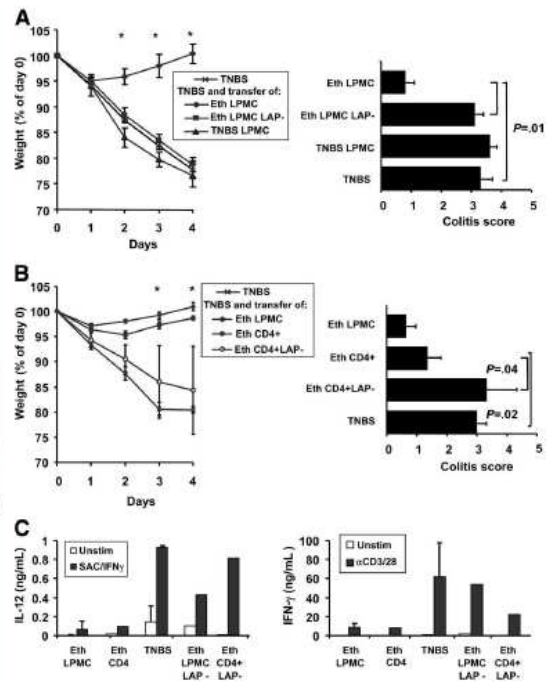 A
Weight (% of day 0)
105
100
95
90
85
80
75
70
0 1 2 3 4
Days
* * *
TNBS
TNBS and transfer of:
Eth LPMC
Eth LPMC LAP-
TNBS LPMC
Eth LPMC
Eth LPMC LAP-
TNBS LPMC
TNBS
P=.01
0 1 2 3 4 5
Colitis score
B
Weight (% of day 0)
105
100
95
90
85
80
75
70
0 1 2 3 4
Days
* *
TNBS
TNBS and transfer of:
Eth LPMC
Eth CD4+
Eth CD4+LAP-
Eth LPMC
Eth CD4+
Eth CD4+LAP-
TNBS
P=.04
P=.02
0 1 2 3 4 5
Colitis score
C
IL-12 (ng/mL)
1
0.8
0.6
0.4
0.2
0
Unstim
SAC/IFNγ
Eth LPMC
Eth CD4
TNBS
Eth LPMC LAP -
Eth CD4+ LAP-
IFN-γ (ng/mL)
100
80
60
40
20
0
Unstim
αCD3/28
Eth LPMC
Eth CD4
TNBS
Eth LPMC LAP -
Eth CD4+ LAP-